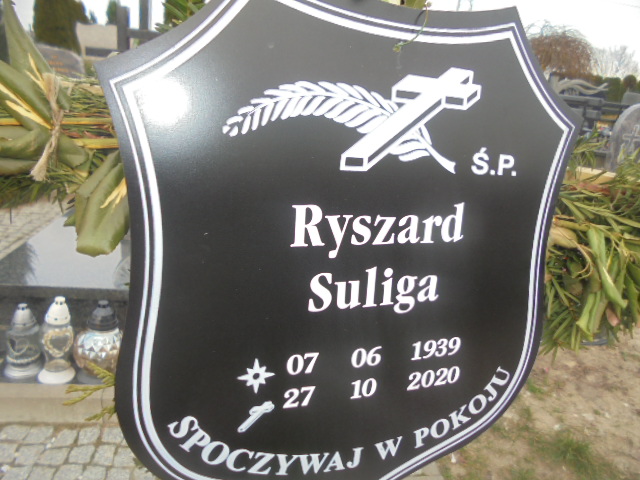 Ś.P.
Ryszard
Suliga
07 06 1939
27 10 2020
SPOCZYWAJ W POKOJU